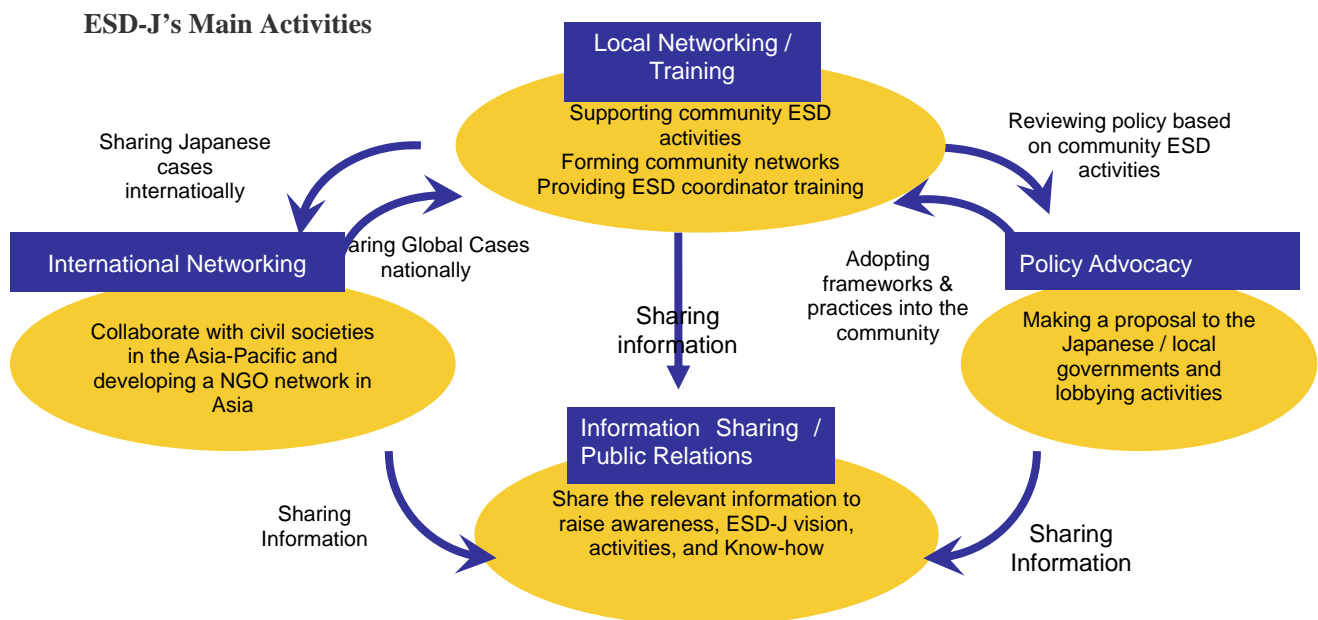 ESD-J's Main Activities
Local Networking /
Training
Supporting community ESD
activities
Forming community networks
Providing ESD coordinator training
Sharing Japanese
cases
internatioally
Reviewing policy based
on community ESD
activities
International Networking
aring Global Cases
nationally
Adopting
frameworks &
practices into the
community
Policy Advocacy
Collaborate with civil societies
in the Asia-Pacific and
developing a NGO network in
Asia
Sharing
information
Making a proposal to the
Japanese / local
governments and
lobbying activities
Information Sharing /
Public Relations
Share the relevant information to
raise awareness, ESD-J vision,
activities, and Know-how
Sharing
Information
Sharing
Information